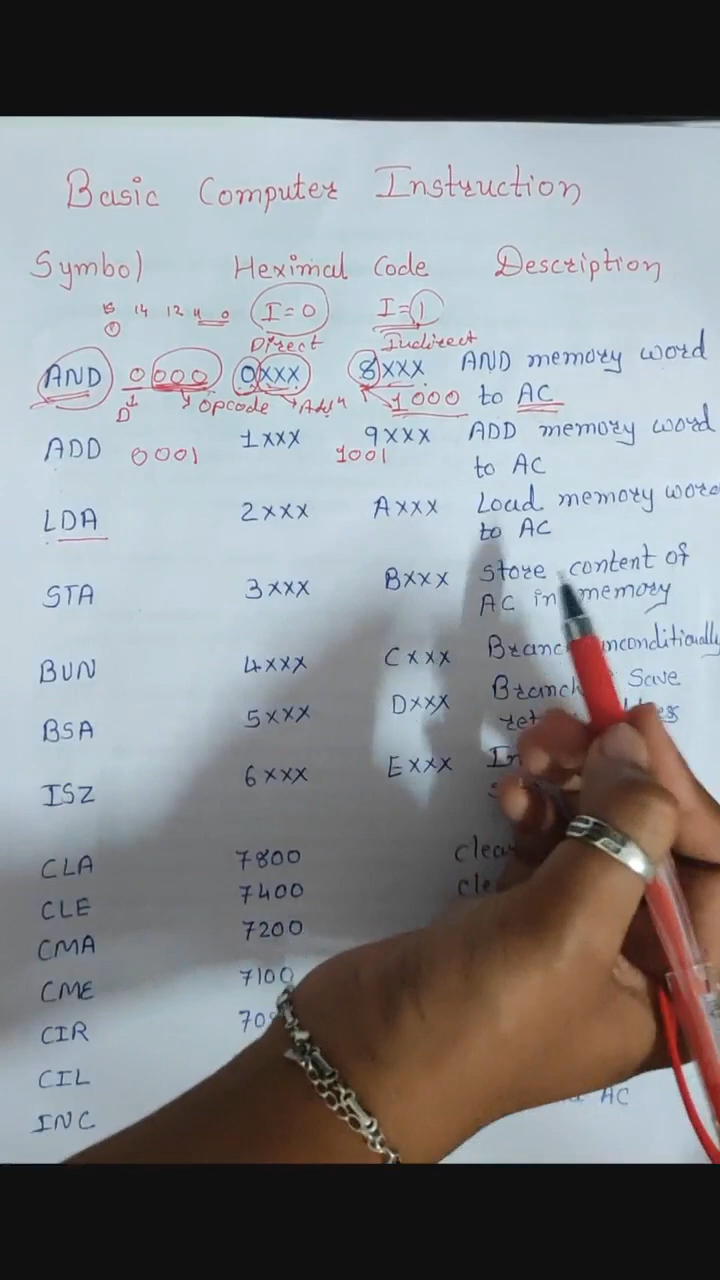 Basic Computer Instruction
Symbol Heximal Code Description
15 14 12 11 0 I=0 I=1
Direct Indirect
AND 0000 0xxx 8xxx AND memory word
D opcode 1000 to AC
ADD 0001 1xxx 9xxx 1001 ADD memory word
to AC
LDA 2xxx Axxx Load memory word
to AC
STA 3xxx Bxxx Store content of
AC in memory
BUN 4xxx Cxxx Branch unconditionally
BSA 5xxx Dxxx Branch Save
ISZ 6xxx Exxx
CLA 7800
CLE 7400
CMA 7200
CME 7100
CIR
CIL
INC AC